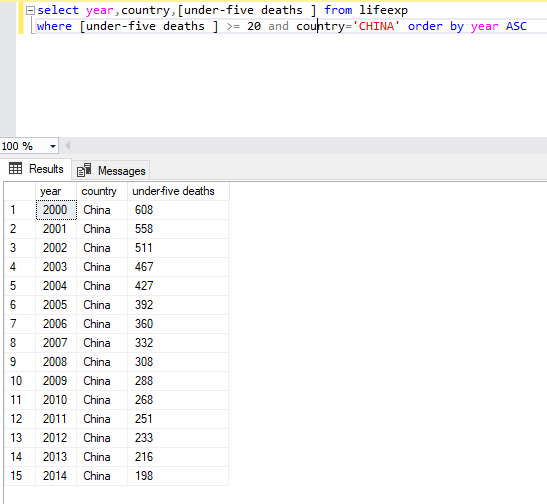 select year,country,[under-five deaths ] from lifeexp
where [under-five deaths ] >= 20 and country='CHINA' order by year ASC
100 %
Results Messages
year country under-five deaths
1 2000 China 608
2 2001 China 558
3 2002 China 511
4 2003 China 467
5 2004 China 427
6 2005 China 392
7 2006 China 360
8 2007 China 332
9 2008 China 308
10 2009 China 288
11 2010 China 268
12 2011 China 251
13 2012 China 233
14 2013 China 216
15 2014 China 198